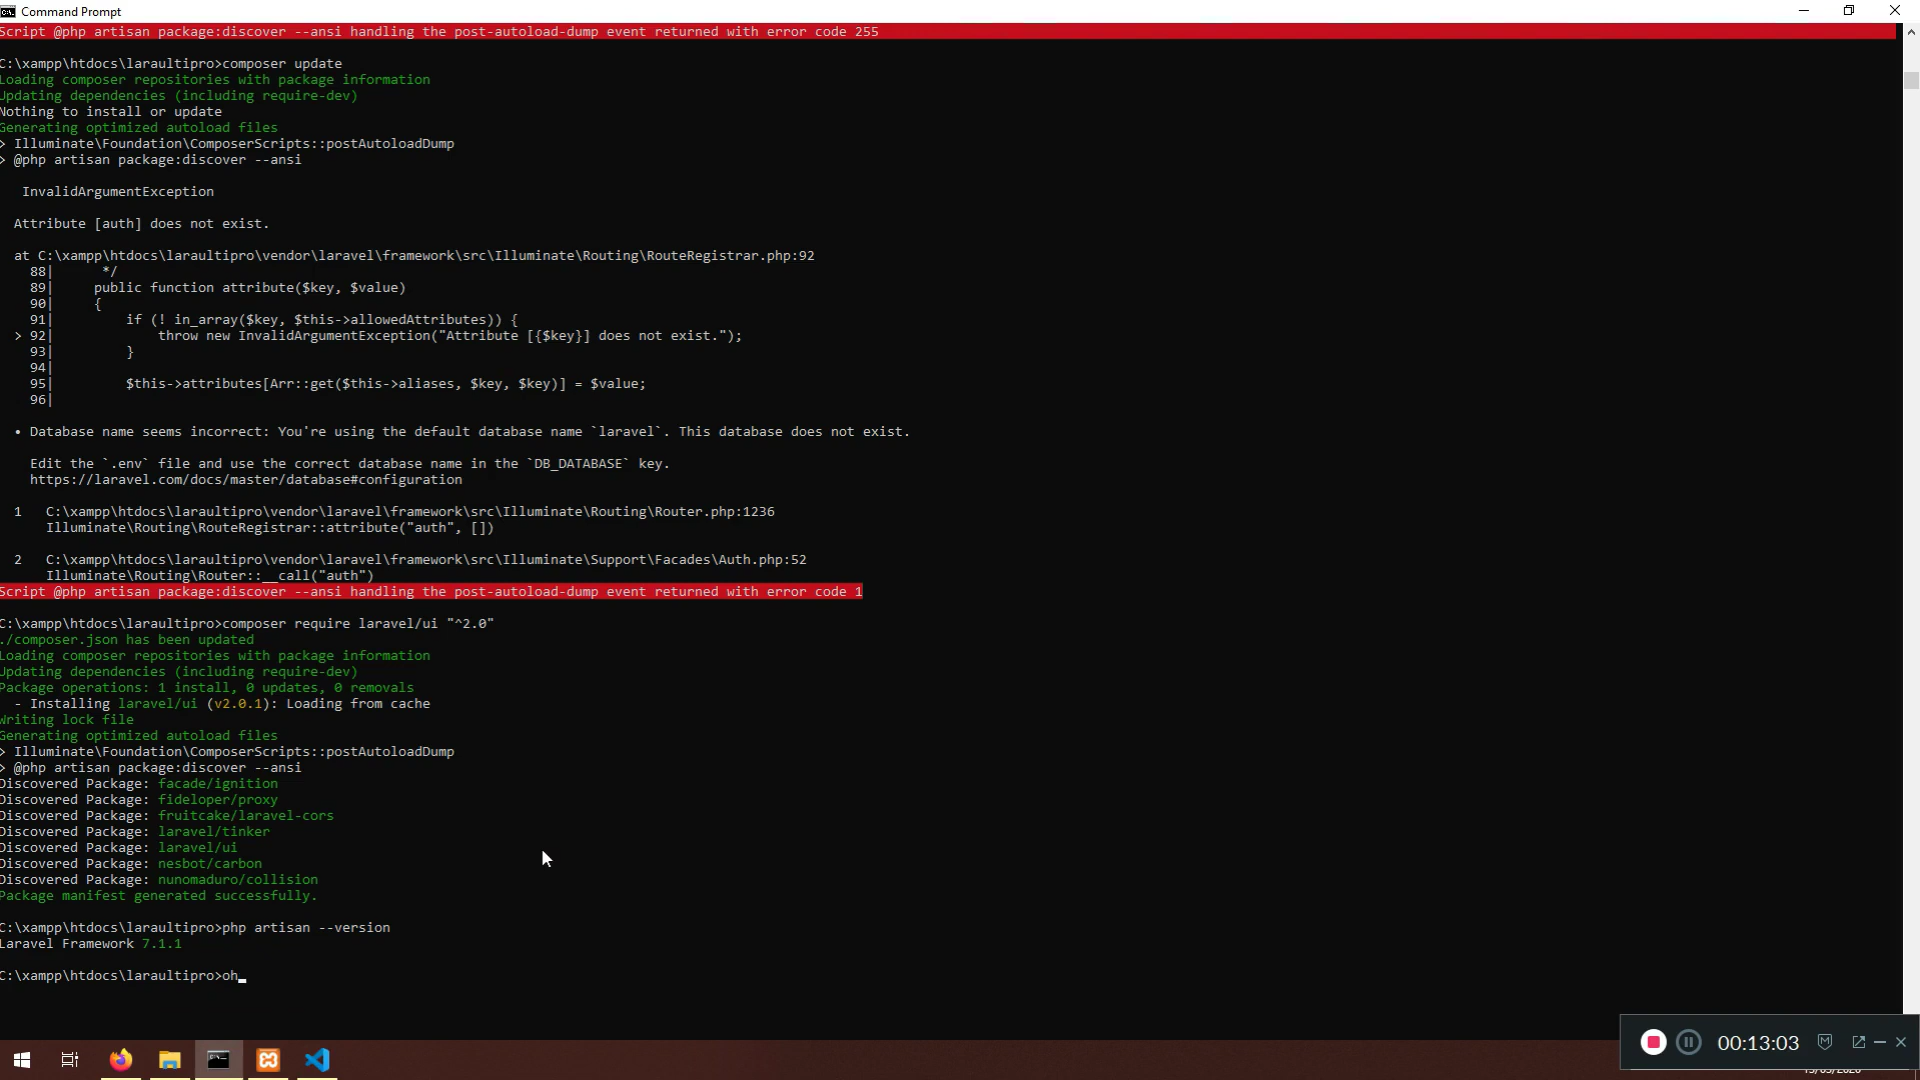 Command Prompt
Script @php artisan package:discover --ansi handling the post-autoload-dump event returned with error code 255
C:\xampp\htdocs\laraultipro>composer update
Loading composer repositories with package information
Updating dependencies (including require-dev)
Nothing to install or update
Generating optimized autoload files
> Illuminate\Foundation\ComposerScripts::postAutoloadDump
> @php artisan package:discover --ansi
InvalidArgumentException
Attribute [auth] does not exist.
at C:\xampp\htdocs\laraultipro\vendor\laravel\framework\src\Illuminate\Routing\RouteRegistrar.php:92
88| */
89| public function attribute($key, $value)
90| {
91| if (! in_array($key, $this->allowedAttributes)) {
> 92| throw new InvalidArgumentException("Attribute [{$key}] does not exist.");
93| }
94|
95| $this->attributes[Arr::get($this->aliases, $key, $key)] = $value;
96|
• Database name seems incorrect: You're using the default database name `laravel`. This database does not exist.
Edit the `.env` file and use the correct database name in the `DB_DATABASE` key.
https://laravel.com/docs/master/database#configuration
1 C:\xampp\htdocs\laraultipro\vendor\laravel\framework\src\Illuminate\Routing\Router.php:1236
Illuminate\Routing\RouteRegistrar::attribute("auth", [])
2 C:\xampp\htdocs\laraultipro\vendor\laravel\framework\src\Illuminate\Support\Facades\Auth.php:52
Illuminate\Routing\Router::__call("auth")
Script @php artisan package:discover --ansi handling the post-autoload-dump event returned with error code 1
C:\xampp\htdocs\laraultipro>composer require laravel/ui "^2.0"
./composer.json has been updated
Loading composer repositories with package information
Updating dependencies (including require-dev)
Package operations: 1 install, 0 updates, 0 removals
- Installing laravel/ui (v2.0.1): Loading from cache
Writing lock file
Generating optimized autoload files
> Illuminate\Foundation\ComposerScripts::postAutoloadDump
> @php artisan package:discover --ansi
Discovered Package: facade/ignition
Discovered Package: fideloper/proxy
Discovered Package: fruitcake/laravel-cors
Discovered Package: laravel/tinker
Discovered Package: laravel/ui
Discovered Package: nesbot/carbon
Discovered Package: nunomaduro/collision
Package manifest generated successfully.
C:\xampp\htdocs\laraultipro>php artisan --version
Laravel Framework 7.1.1
C:\xampp\htdocs\laraultipro>oh_
00:13:03